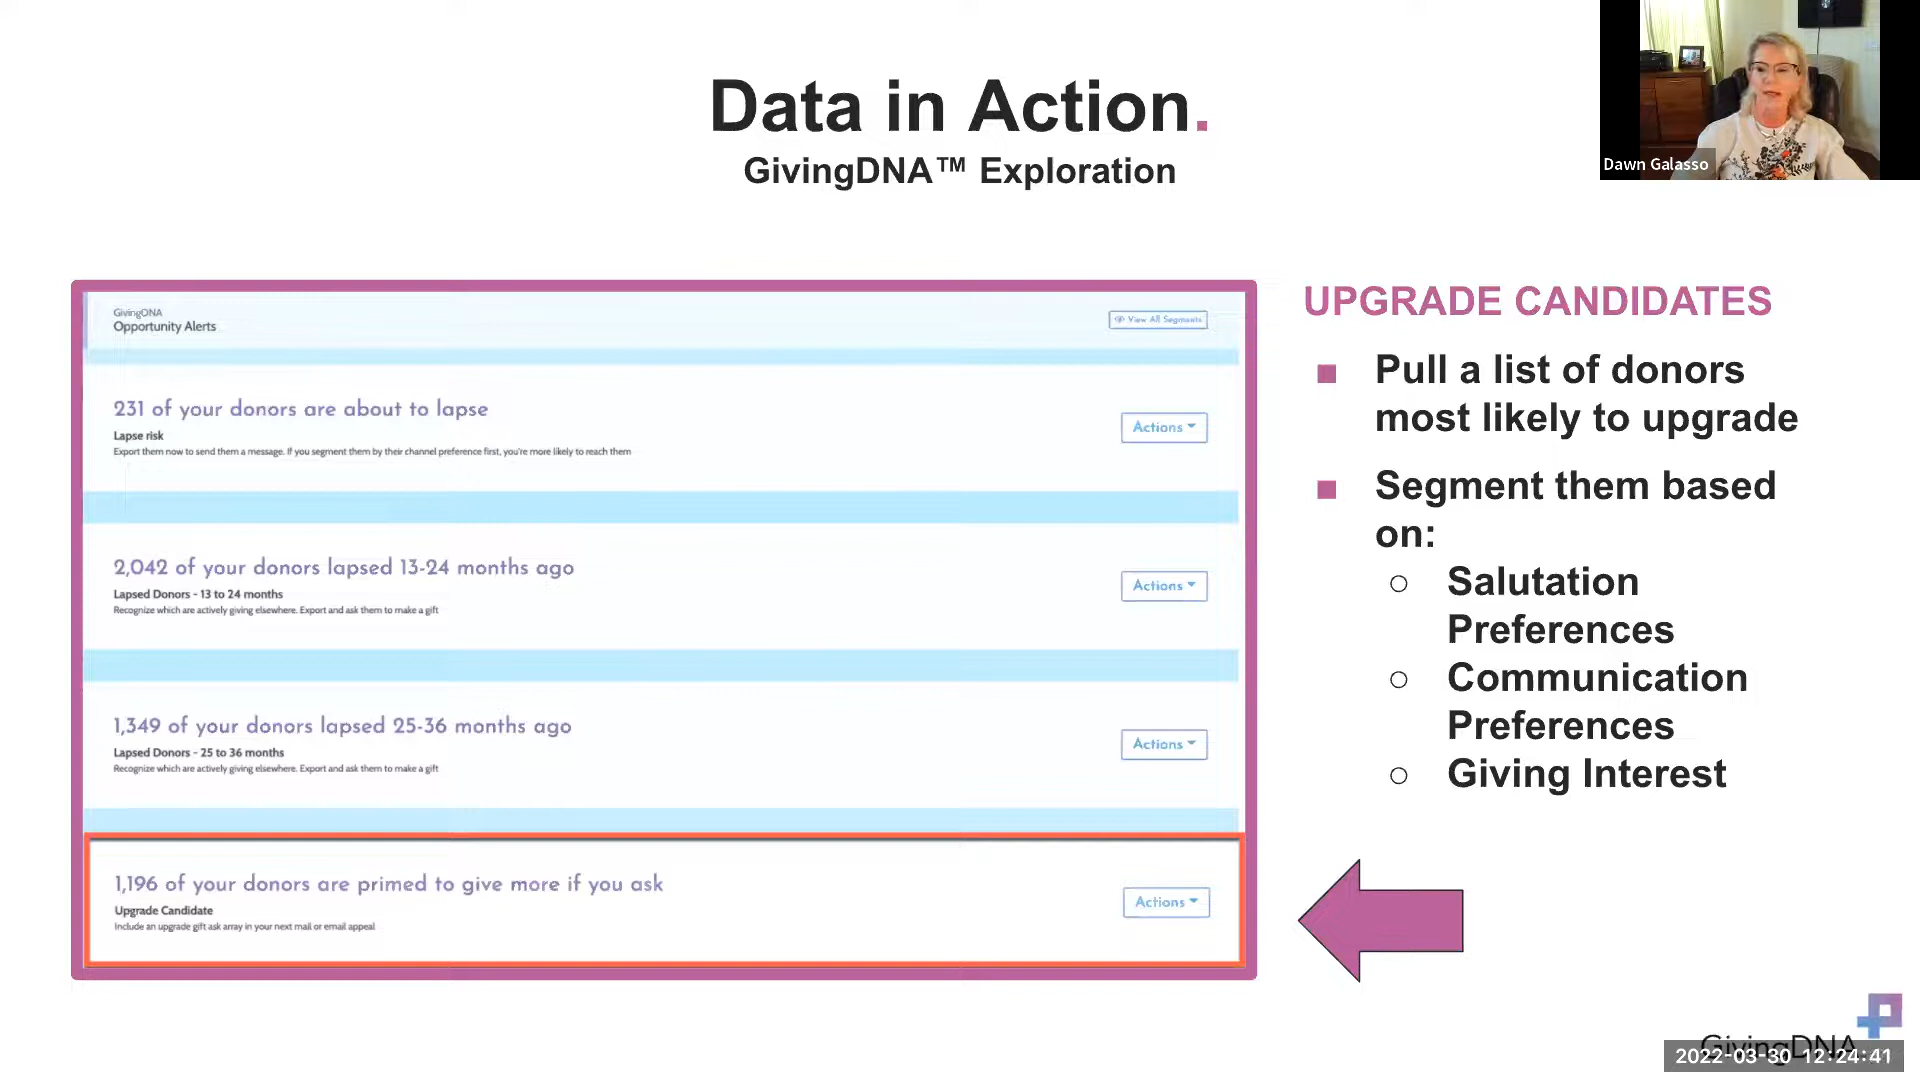 Data in Action.
GivingDNA™ Exploration
Dawn Galasso
GivingDNA
Opportunity Alerts
View All Segments
231 of your donors are about to lapse
Lapse risk
Export them now to send them a message. If you segment them by their channel preference first, you're more likely to reach them
Actions
2,042 of your donors lapsed 13-24 months ago
Lapsed Donors - 13 to 24 months
Recognize which are actively giving elsewhere. Export and ask them to make a gift
Actions
1,349 of your donors lapsed 25-36 months ago
Lapsed Donors - 25 to 36 months
Recognize which are actively giving elsewhere. Export and ask them to make a gift
Actions
1,196 of your donors are primed to give more if you ask
Upgrade Candidate
Include an upgrade gift ask array in your next mail or email appeal
Actions
UPGRADE CANDIDATES
■ Pull a list of donors
most likely to upgrade
■ Segment them based
on:
○ Salutation
Preferences
○ Communication
Preferences
○ Giving Interest
GivingDNA
2022-03-30 12:24:41